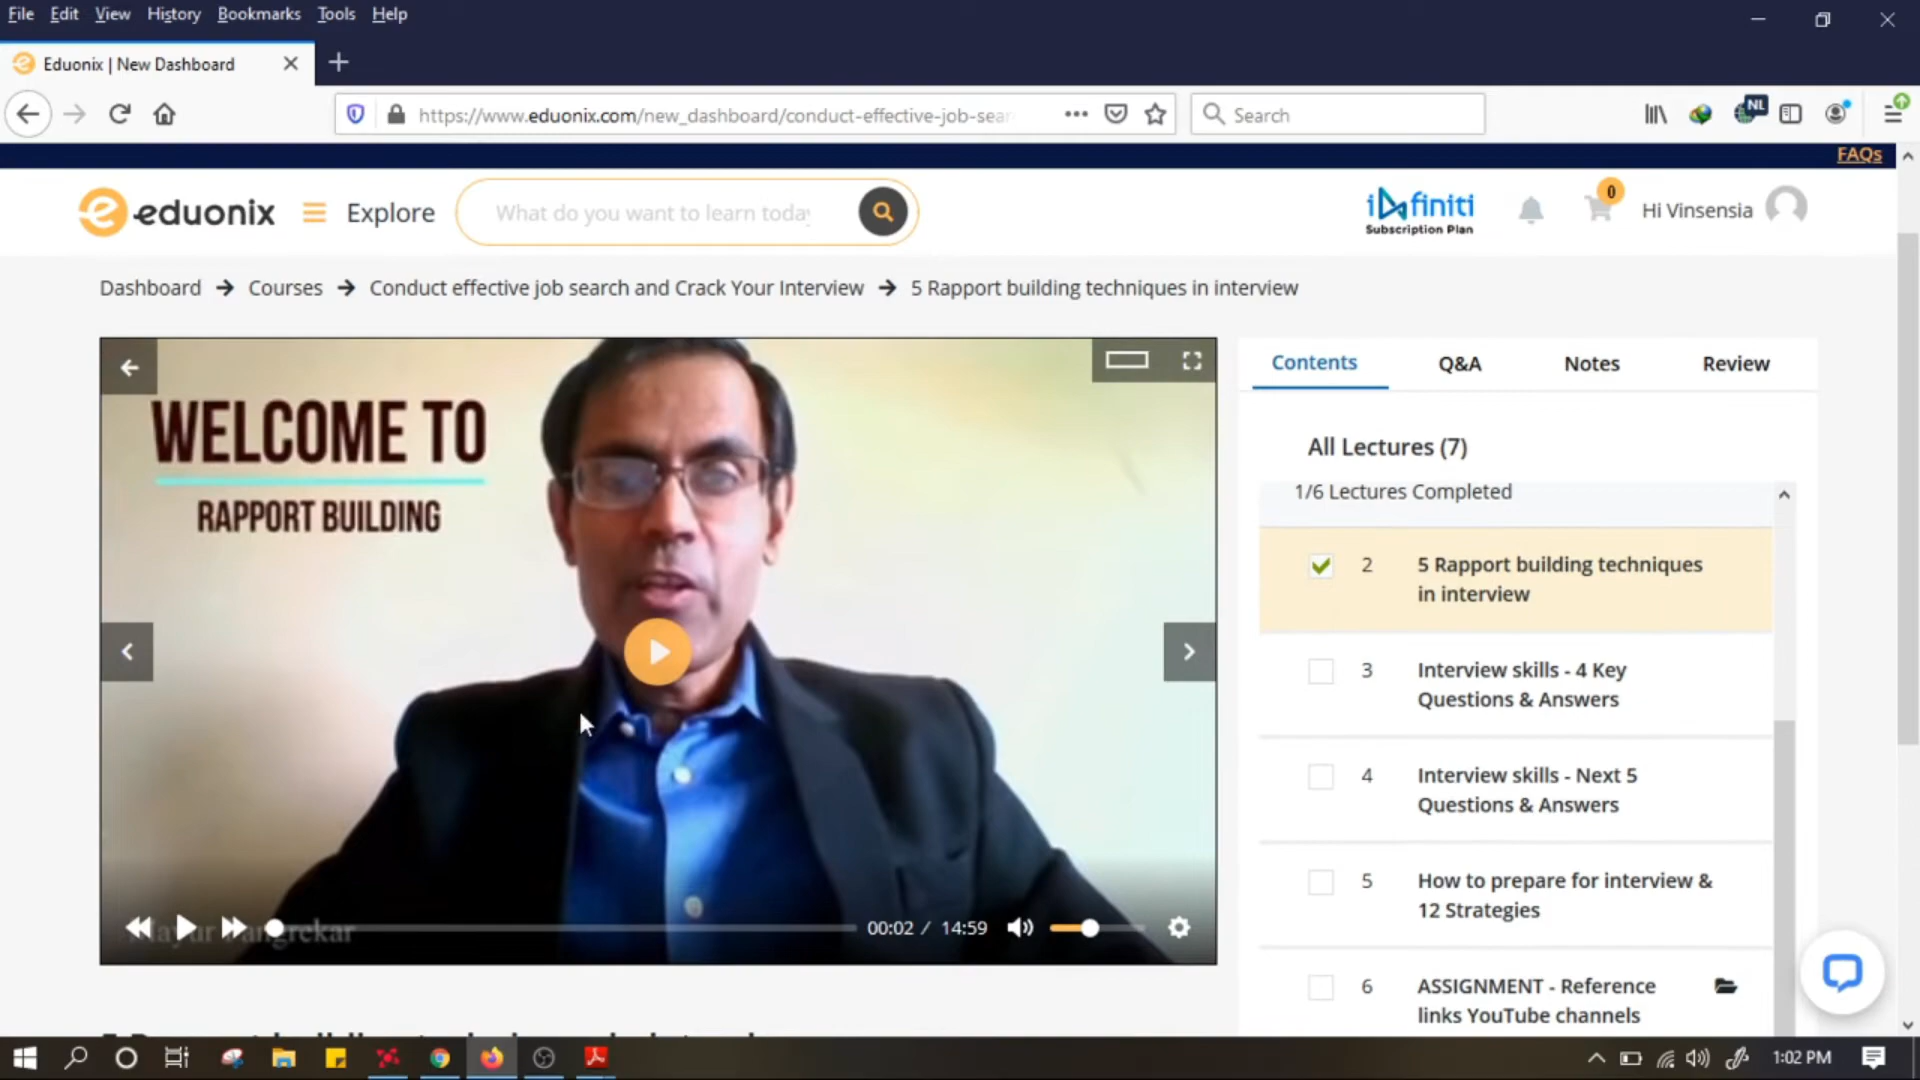 File Edit View History Bookmarks Tools Help
Eduonix | New Dashboard
https://www.eduonix.com/new_dashboard/conduct-effective-job-sear
Search
NL
FAQs
eduonix
Explore
What do you want to learn today
infiniti
Subscription Plan
0
Hi Vinsensia
Dashboard → Courses → Conduct effective job search and Crack Your Interview → 5 Rapport building techniques in interview
WELCOME TO
RAPPORT BUILDING
00:02 / 14:59
Contents Q&A Notes Review
All Lectures (7)
1/6 Lectures Completed
2 5 Rapport building techniques
in interview
3 Interview skills - 4 Key
Questions & Answers
4 Interview skills - Next 5
Questions & Answers
5 How to prepare for interview &
12 Strategies
6 ASSIGNMENT - Reference
links YouTube channels
1:02 PM